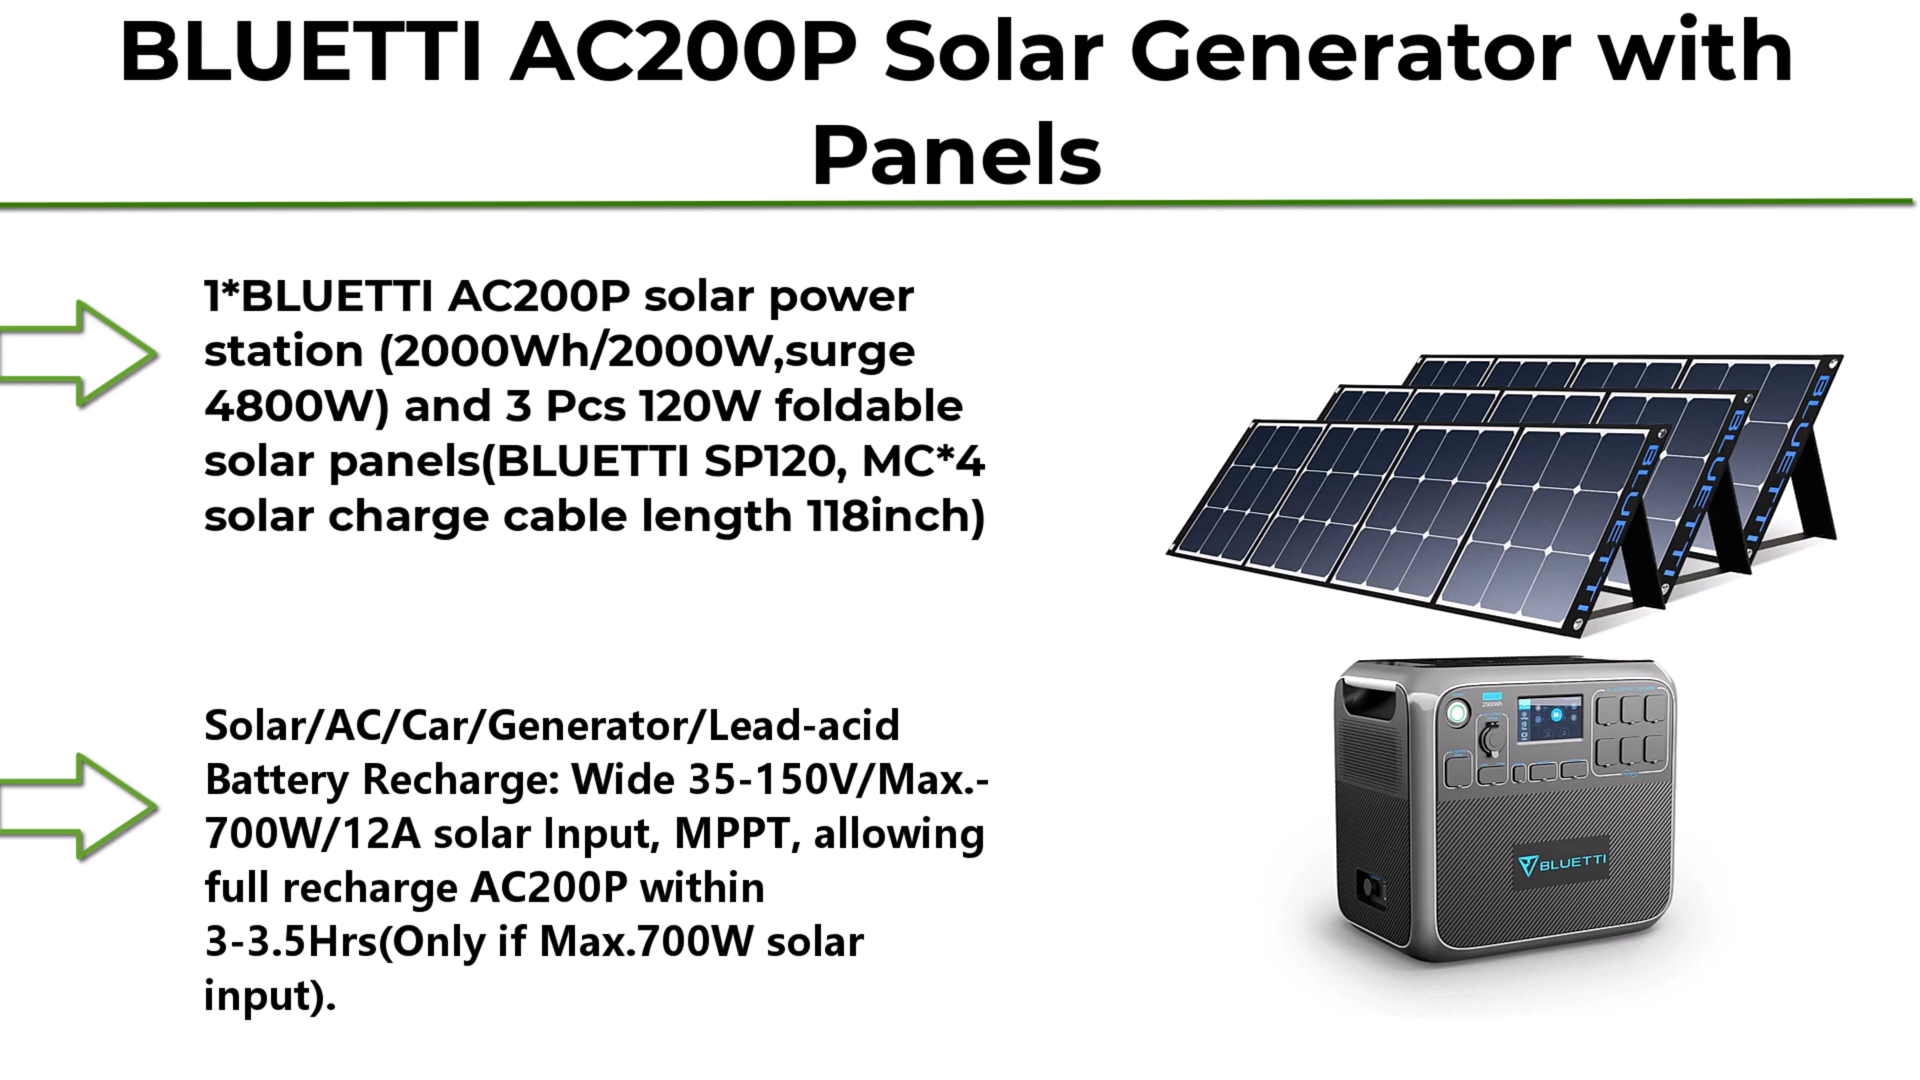 BLUETTI AC200P Solar Generator with
Panels
1*BLUETTI AC200P solar power
station (2000Wh/2000W,surge
4800W) and 3 Pcs 120W foldable
solar panels(BLUETTI SP120, MC*4
solar charge cable length 118inch)
Solar/AC/Car/Generator/Lead-acid
Battery Recharge: Wide 35-150V/Max.-
700W/12A solar Input, MPPT, allowing
full recharge AC200P within
3-3.5Hrs(Only if Max.700W solar
input).
BLUETTI
BLUETTI
BLUETTI
2000Wh
BLUETTI